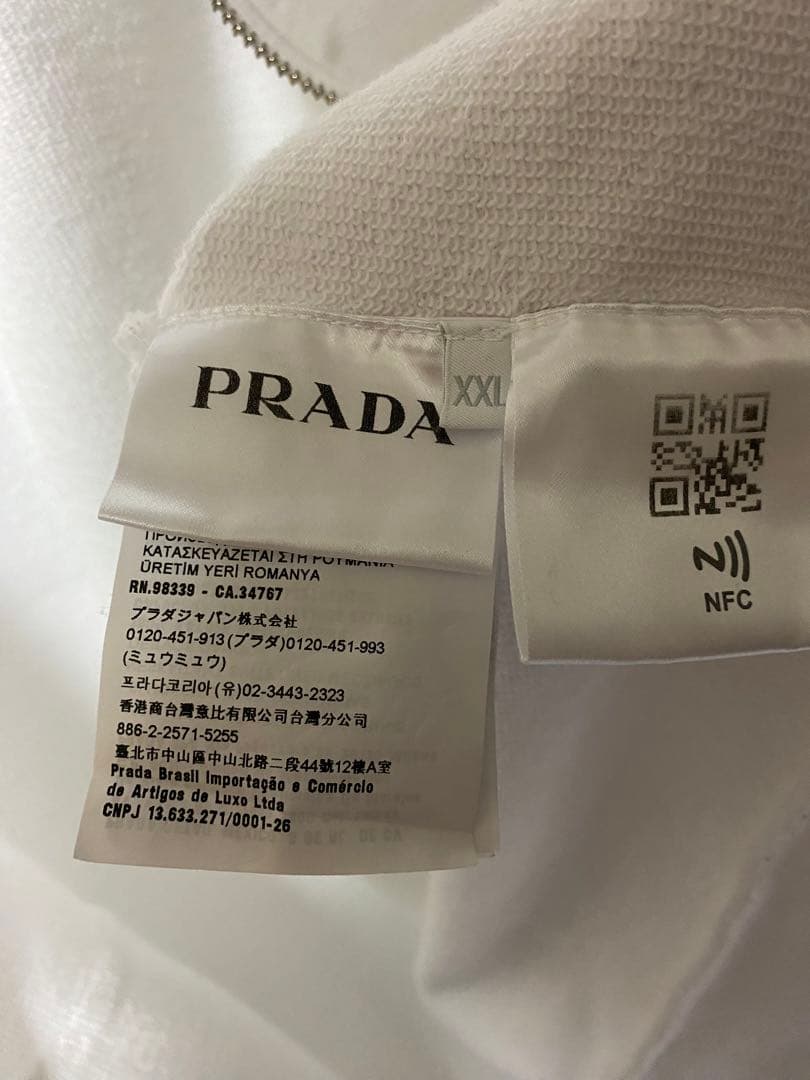 PRADA
XXL
ΚΑΤΑΣΚΕΥΑΖΕΤΑΙ ΣΤΗ ΡΟΥΜΑΝΙΑ
ÜRETİM YERİ ROMANYA
RN.98339 - CA.34767
プラダジャパン株式会社
0120-451-913(プラダ)0120-451-993
(ミュウミュウ)
프라다코리아(유)02-3443-2323
香港商台灣意比有限公司台灣分公司
886-2-2571-5255
臺北市中山區中山北路二段44號12樓A室
Prada Brasil Importação e Comércio
de Artigos de Luxo Ltda
CNPJ 13.633.271/0001-26
NFC